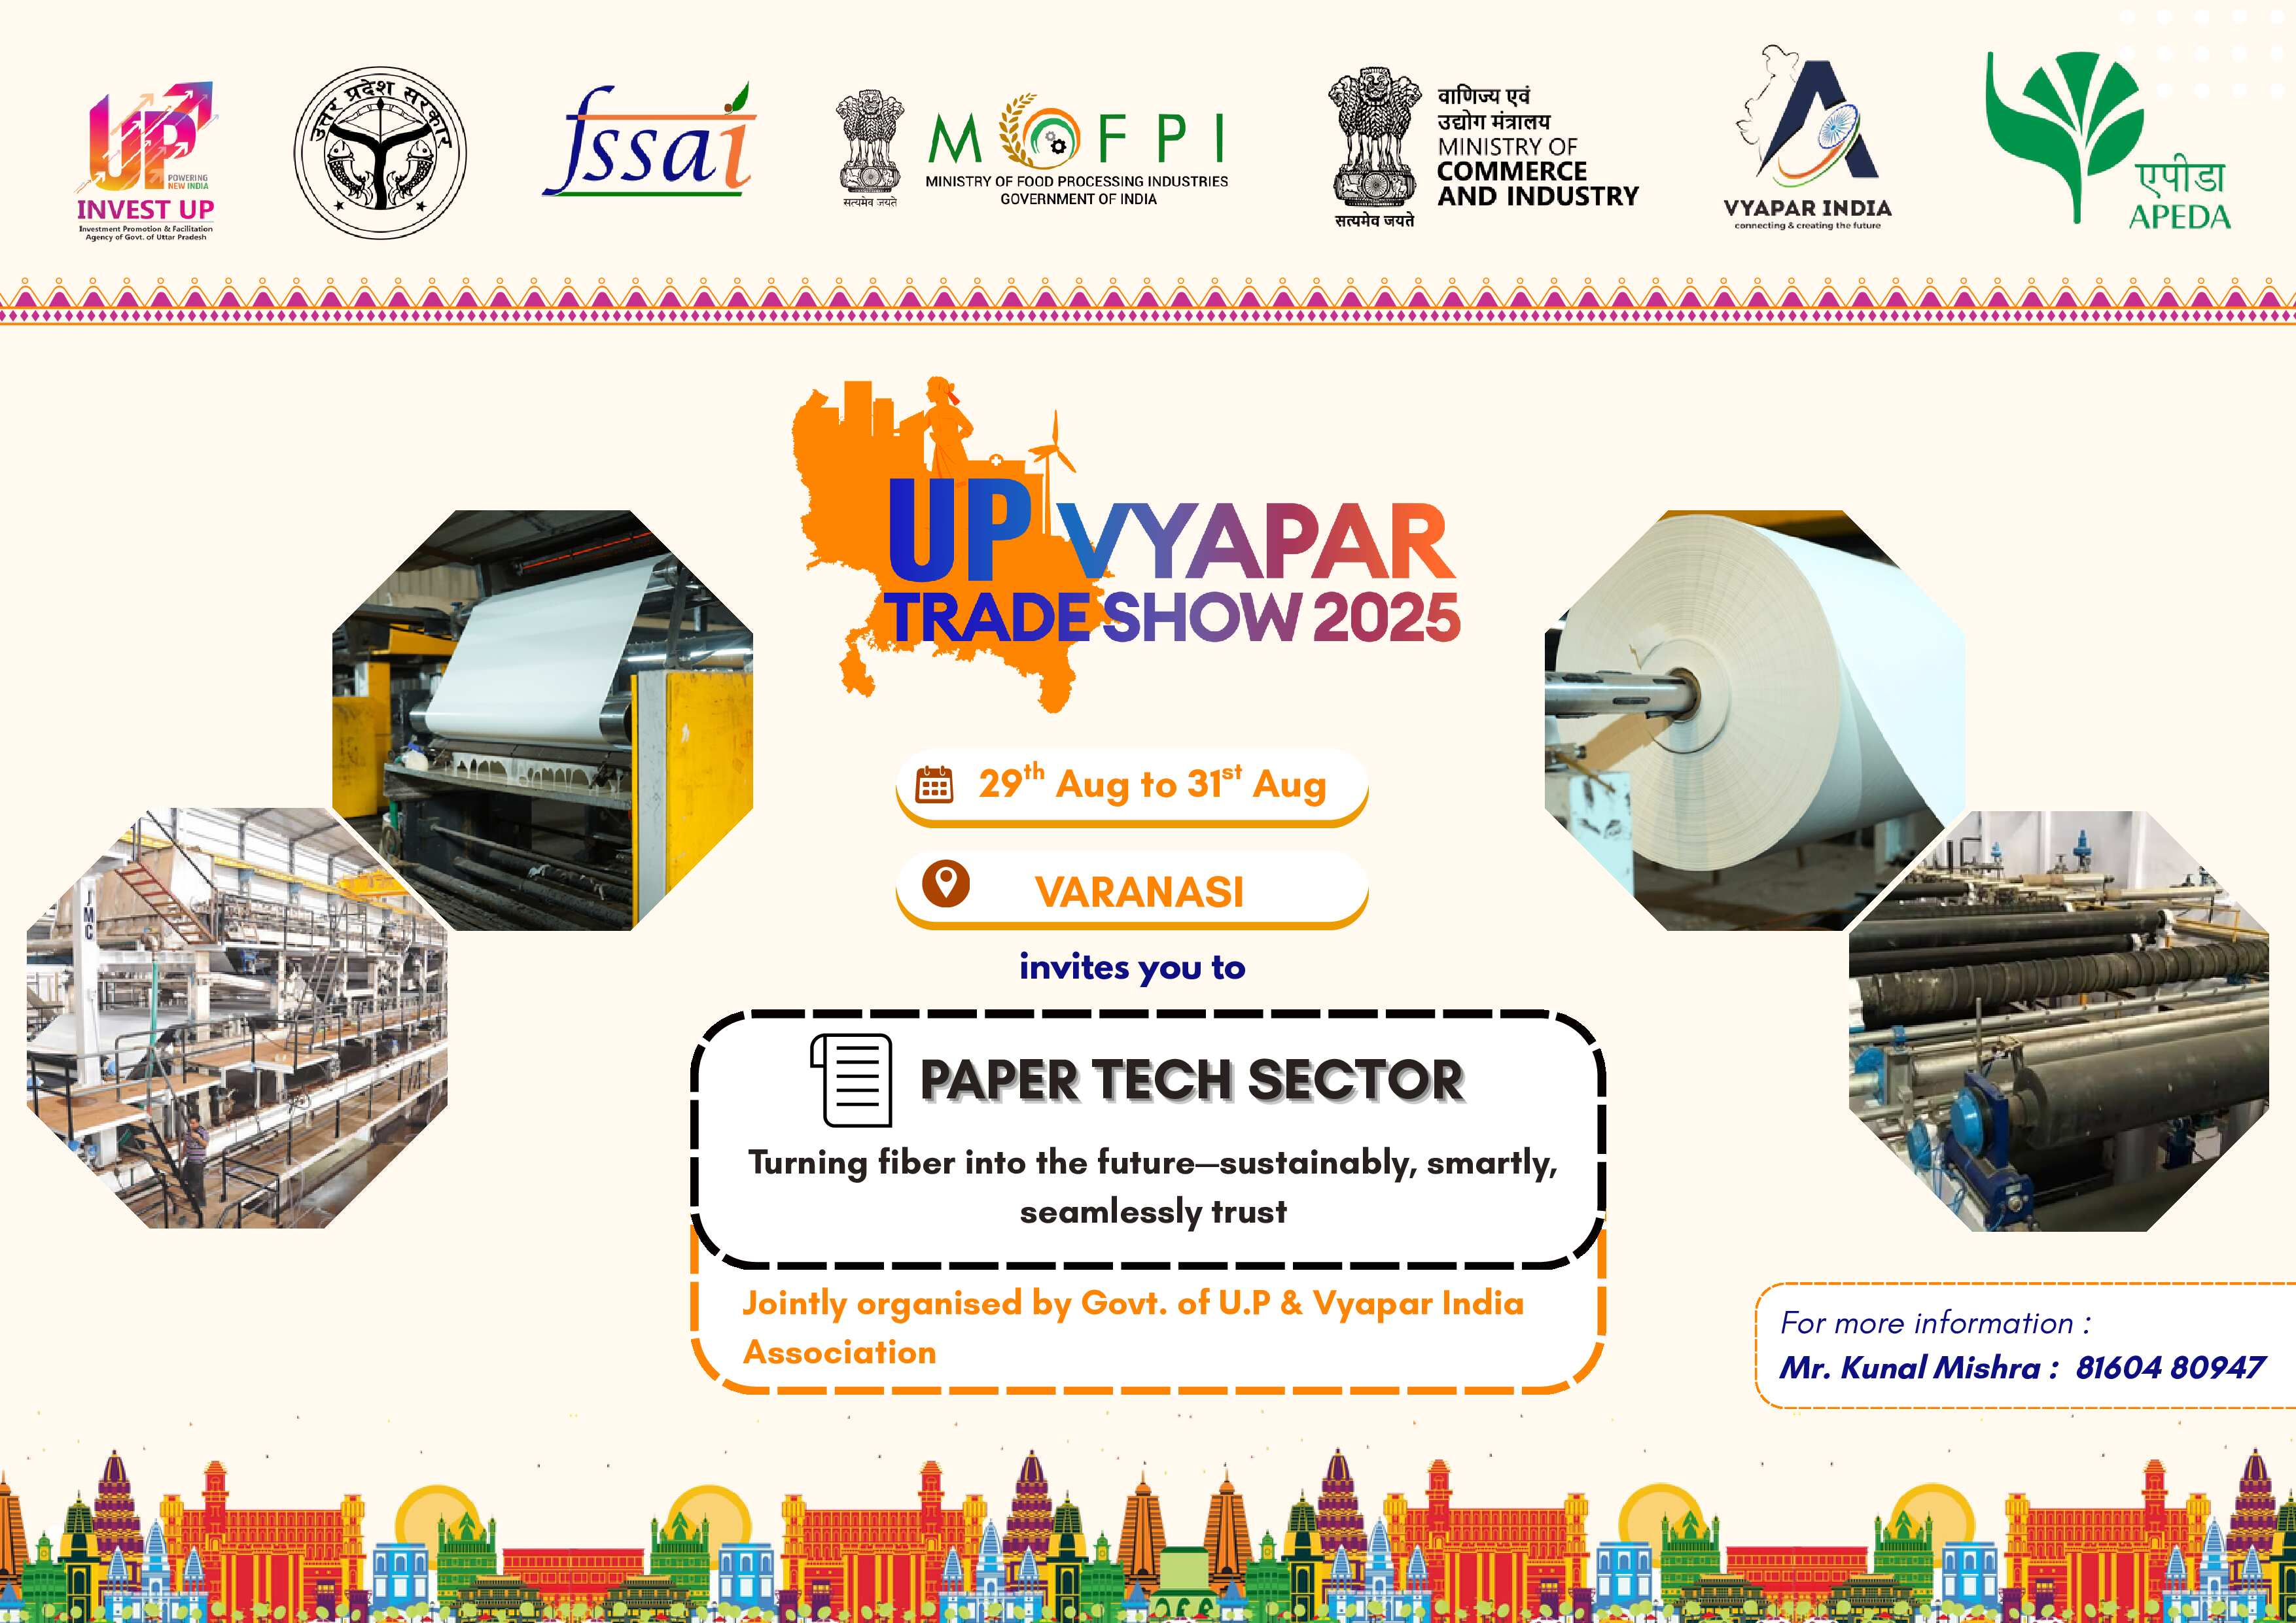 UP
POWERING
NEW INDIA
INVEST UP
Investment Promotion & Facilitation
Agency of Govt. of Uttar Pradesh
उत्तर प्रदेश सरकार
fssai
सत्यमेव जयते
MOFPI
MINISTRY OF FOOD PROCESSING INDUSTRIES
GOVERNMENT OF INDIA
सत्यमेव जयते
वाणिज्य एवं
उद्योग मंत्रालय
MINISTRY OF
COMMERCE
AND INDUSTRY
VYAPAR INDIA
connecting & creating the future
एपीडा
APEDA
UP VYAPAR
TRADE SHOW 2025
29th Aug to 31st Aug
VARANASI
invites you to
JMC
PAPER TECH SECTOR
Turning fiber into the future—sustainably, smartly,
seamlessly trust
Jointly organised by Govt. of U.P & Vyapar India
Association
For more information :
Mr. Kunal Mishra : 81604 80947